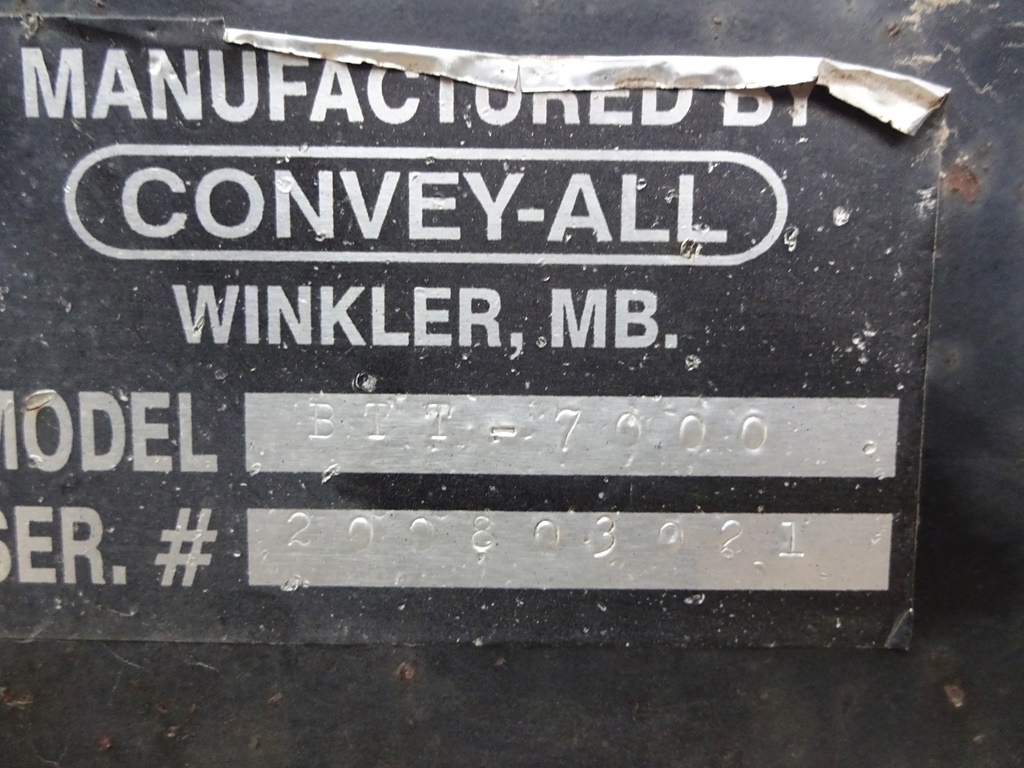 MANUFACTURED BY
CONVEY-ALL
WINKLER, MB.
MODEL BTT-7000
SER. # 200803021